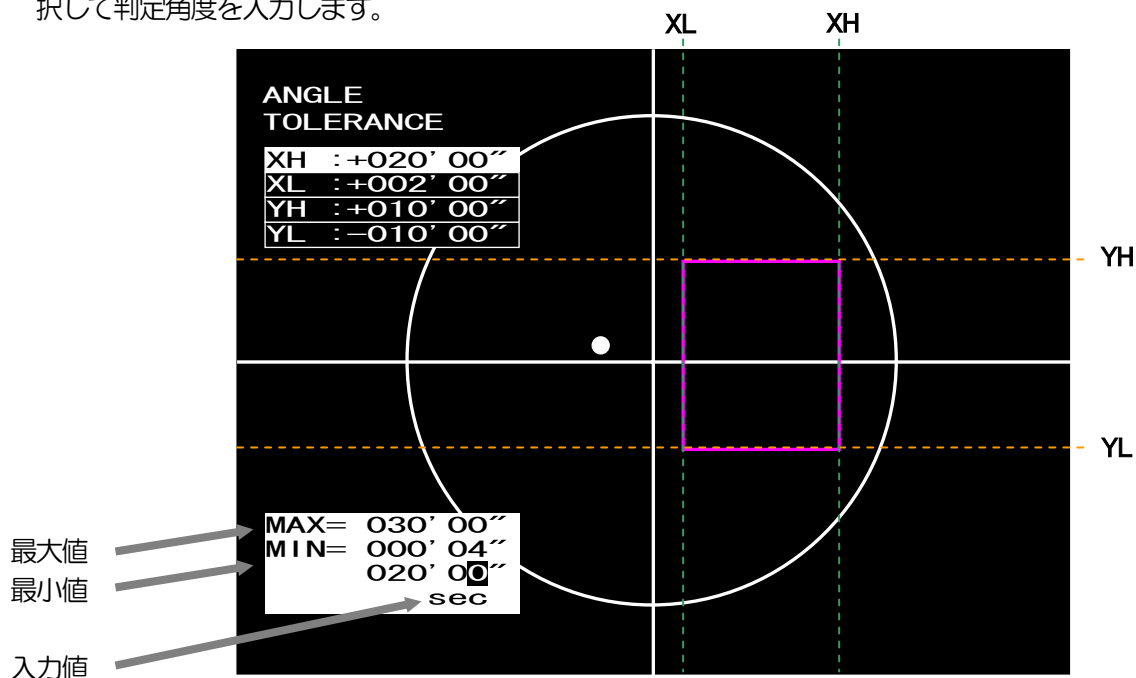 択して判定角度を入力します。
XL XH
ANGLE
TOLERANCE
XH :+020' 00"
XL :+002' 00"
YH :+010' 00"
YL :−010' 00"
YH
YL
MAX= 030' 00"
MIN= 000' 04"
020' 00"
sec
最大値
最小値
入力値